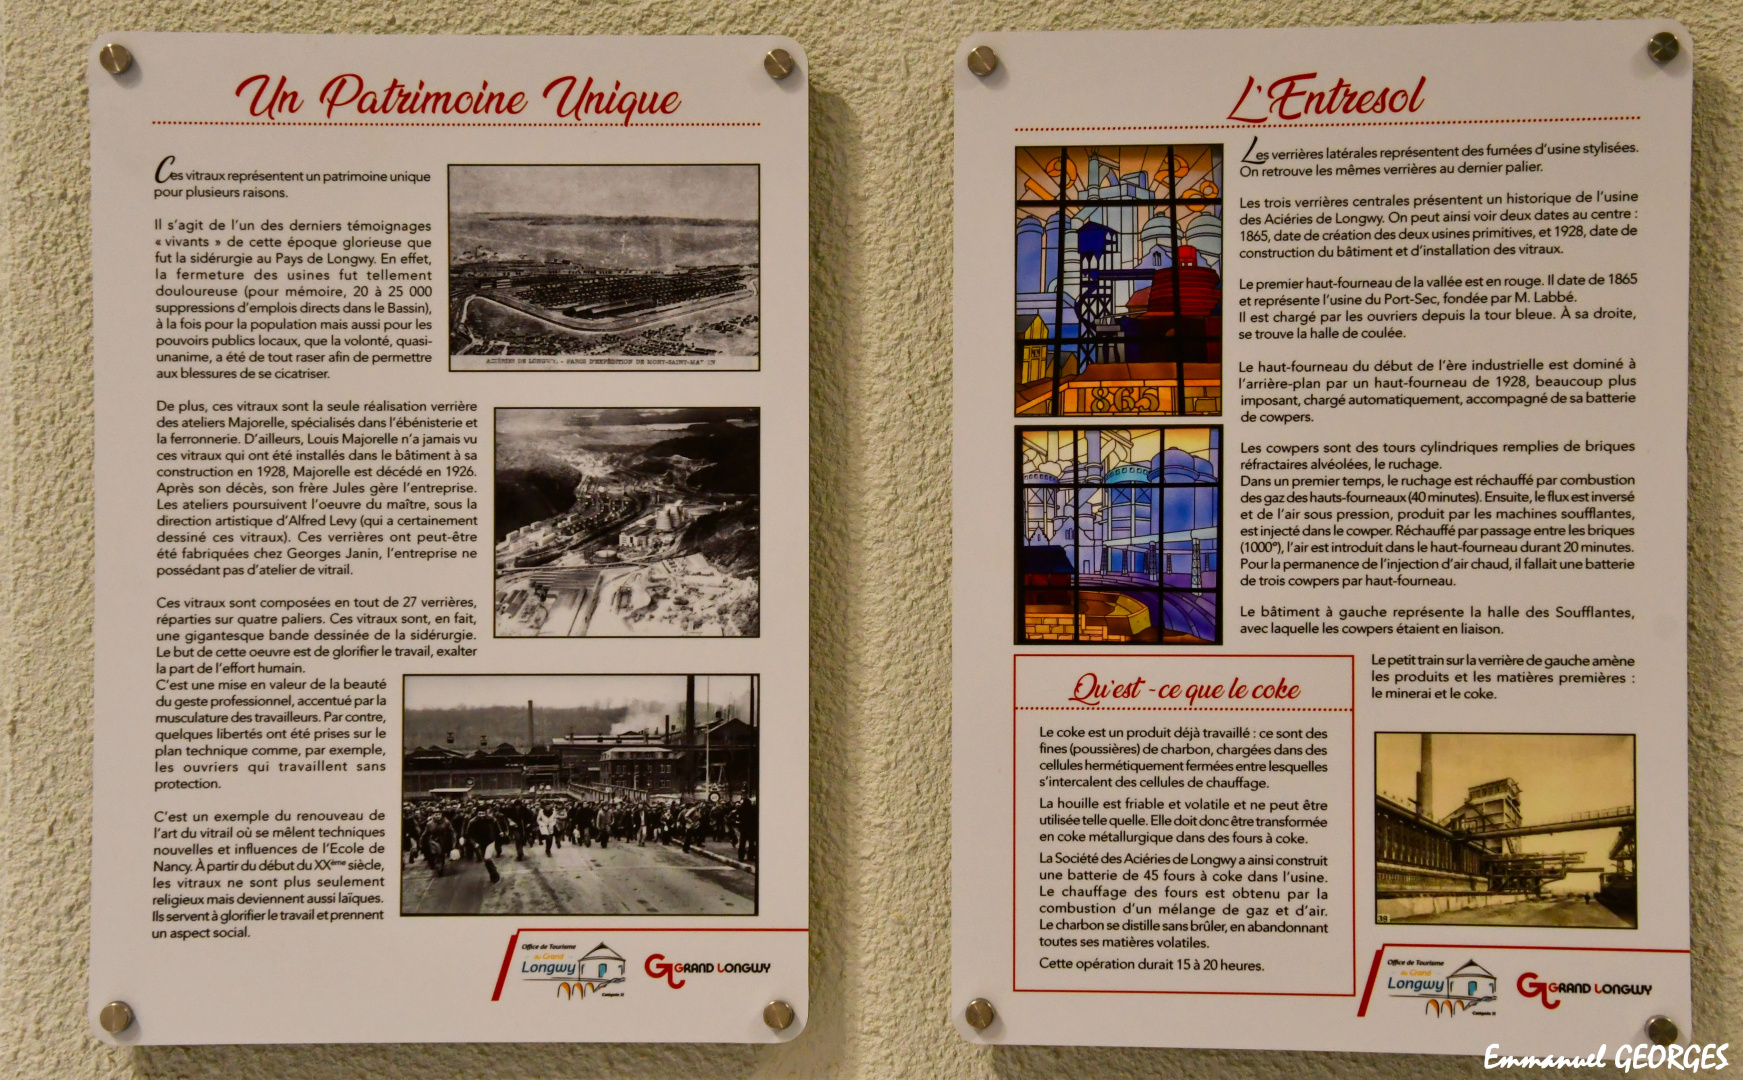 Un Patrimoine Unique
Ces vitraux représentent un patrimoine unique
pour plusieurs raisons.
Il s'agit de l'un des derniers témoignages
« vivants » de cette époque glorieuse que
fut la sidérurgie au Pays de Longwy. En effet,
la fermeture des usines fut tellement
douloureuse (pour mémoire, 20 à 25 000
suppressions d'emplois directs dans le Bassin),
à la fois pour la population mais aussi pour les
pouvoirs publics locaux, que la volonté, quasi-
unanime, a été de tout raser afin de permettre
aux blessures de se cicatriser.
ACIÉRIES DE LONGWY. - PARCS D'EXPÉDITION DE MONT-SAINT-MA   IN
De plus, ces vitraux sont la seule réalisation verrière
des ateliers Majorelle, spécialisés dans l'ébénisterie et
la ferronnerie. D'ailleurs, Louis Majorelle n'a jamais vu
ces vitraux qui ont été installés dans le bâtiment à sa
construction en 1928, Majorelle est décédé en 1926.
Après son décès, son frère Jules gère l'entreprise.
Les ateliers poursuivent l'oeuvre du maître, sous la
direction artistique d'Alfred Levy (qui a certainement
dessiné ces vitraux). Ces verrières ont peut-être
été fabriquées chez Georges Janin, l'entreprise ne
possédant pas d'atelier de vitrail.
Ces vitraux sont composées en tout de 27 verrières,
réparties sur quatre paliers. Ces vitraux sont, en fait,
une gigantesque bande dessinée de la sidérurgie.
Le but de cette oeuvre est de glorifier le travail, exalter
la part de l'effort humain.
C'est une mise en valeur de la beauté
du geste professionnel, accentué par la
musculature des travailleurs. Par contre,
quelques libertés ont été prises sur le
plan technique comme, par exemple,
les ouvriers qui travaillent sans
protection.
C'est un exemple du renouveau de
l'art du vitrail où se mêlent techniques
nouvelles et influences de l'Ecole de
Nancy. À partir du début du XXème siècle,
les vitraux ne sont plus seulement
religieux mais deviennent aussi laïques.
Ils servent à glorifier le travail et prennent
un aspect social.
Office de Tourisme
du Grand
Longwy
Catégorie II
GRAND LONGWY
L'Entresol
Les verrières latérales représentent des fumées d'usine stylisées.
On retrouve les mêmes verrières au dernier palier.
Les trois verrières centrales présentent un historique de l'usine
des Aciéries de Longwy. On peut ainsi voir deux dates au centre :
1865, date de création des deux usines primitives, et 1928, date de
construction du bâtiment et d'installation des vitraux.
Le premier haut-fourneau de la vallée est en rouge. Il date de 1865
et représente l'usine du Port-Sec, fondée par M. Labbé.
Il est chargé par les ouvriers depuis la tour bleue. À sa droite,
se trouve la halle de coulée.
Le haut-fourneau du début de l'ère industrielle est dominé à
l'arrière-plan par un haut-fourneau de 1928, beaucoup plus
imposant, chargé automatiquement, accompagné de sa batterie
de cowpers.
1865
Les cowpers sont des tours cylindriques remplies de briques
réfractaires alvéolées, le ruchage.
Dans un premier temps, le ruchage est réchauffé par combustion
des gaz des hauts-fourneaux (40 minutes). Ensuite, le flux est inversé
et de l'air sous pression, produit par les machines soufflantes,
est injecté dans le cowper. Réchauffé par passage entre les briques
(1000°), l'air est introduit dans le haut-fourneau durant 20 minutes.
Pour la permanence de l'injection d'air chaud, il fallait une batterie
de trois cowpers par haut-fourneau.
Le bâtiment à gauche représente la halle des Soufflantes,
avec laquelle les cowpers étaient en liaison.
Le petit train sur la verrière de gauche amène
les produits et les matières premières :
le minerai et le coke.
Qu'est-ce que le coke
Le coke est un produit déjà travaillé : ce sont des
fines (poussières) de charbon, chargées dans des
cellules hermétiquement fermées entre lesquelles
s'intercalent des cellules de chauffage.
La houille est friable et volatile et ne peut être
utilisée telle quelle. Elle doit donc être transformée
en coke métallurgique dans des fours à coke.
La Société des Aciéries de Longwy a ainsi construit
une batterie de 45 fours à coke dans l'usine.
Le chauffage des fours est obtenu par la
combustion d'un mélange de gaz et d'air.
Le charbon se distille sans brûler, en abandonnant
toutes ses matières volatiles.
Cette opération durait 15 à 20 heures.
38
Office de Tourisme
du Grand
Longwy
Catégorie II
GRAND LONGWY
Emmanuel GEORGES